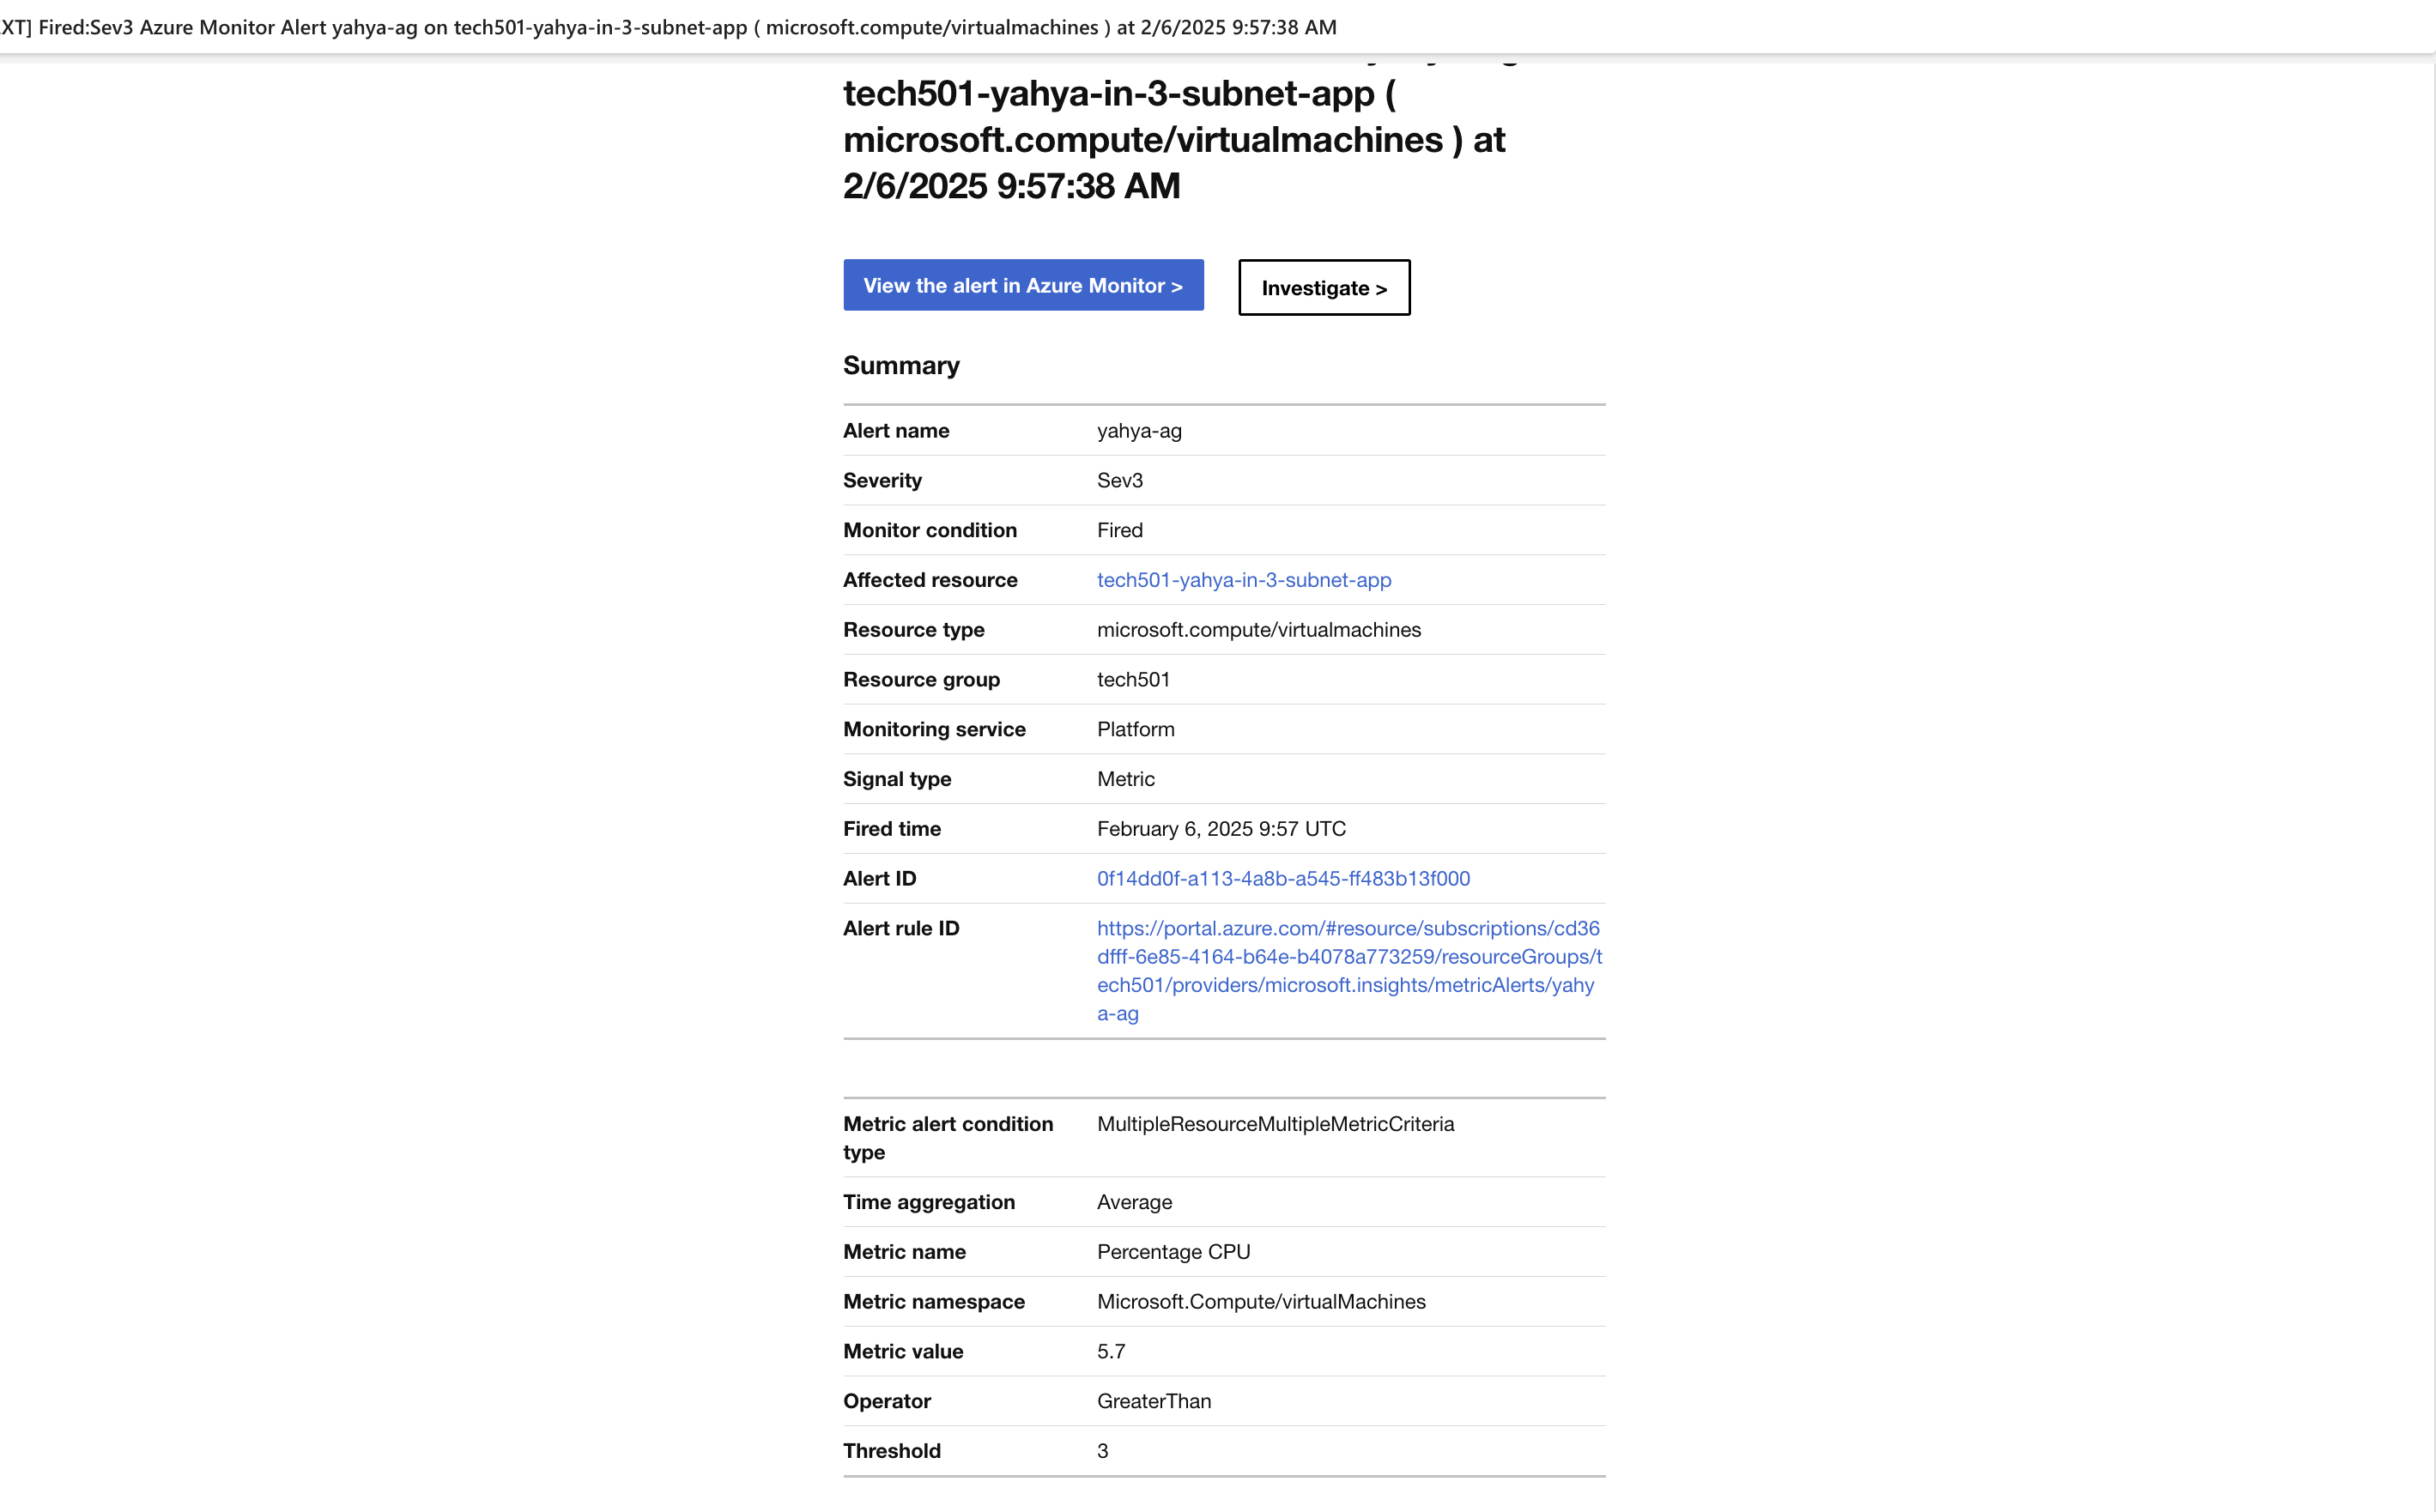 XT] Fired:Sev3 Azure Monitor Alert yahya-ag on tech501-yahya-in-3-subnet-app ( microsoft.compute/virtualmachines ) at 2/6/2025 9:57:38 AM
tech501-yahya-in-3-subnet-app (
microsoft.compute/virtualmachines ) at
2/6/2025 9:57:38 AM
View the alert in Azure Monitor > Investigate >
Summary
Alert name yahya-ag
Severity Sev3
Monitor condition Fired
Affected resource tech501-yahya-in-3-subnet-app
Resource type microsoft.compute/virtualmachines
Resource group tech501
Monitoring service Platform
Signal type Metric
Fired time February 6, 2025 9:57 UTC
Alert ID 0f14dd0f-a113-4a8b-a545-ff483b13f000
Alert rule ID https://portal.azure.com/#resource/subscriptions/cd36
dfff-6e85-4164-b64e-b4078a773259/resourceGroups/t
ech501/providers/microsoft.insights/metricAlerts/yahy
a-ag
Metric alert condition MultipleResourceMultipleMetricCriteria
type
Time aggregation Average
Metric name Percentage CPU
Metric namespace Microsoft.Compute/virtualMachines
Metric value 5.7
Operator GreaterThan
Threshold 3